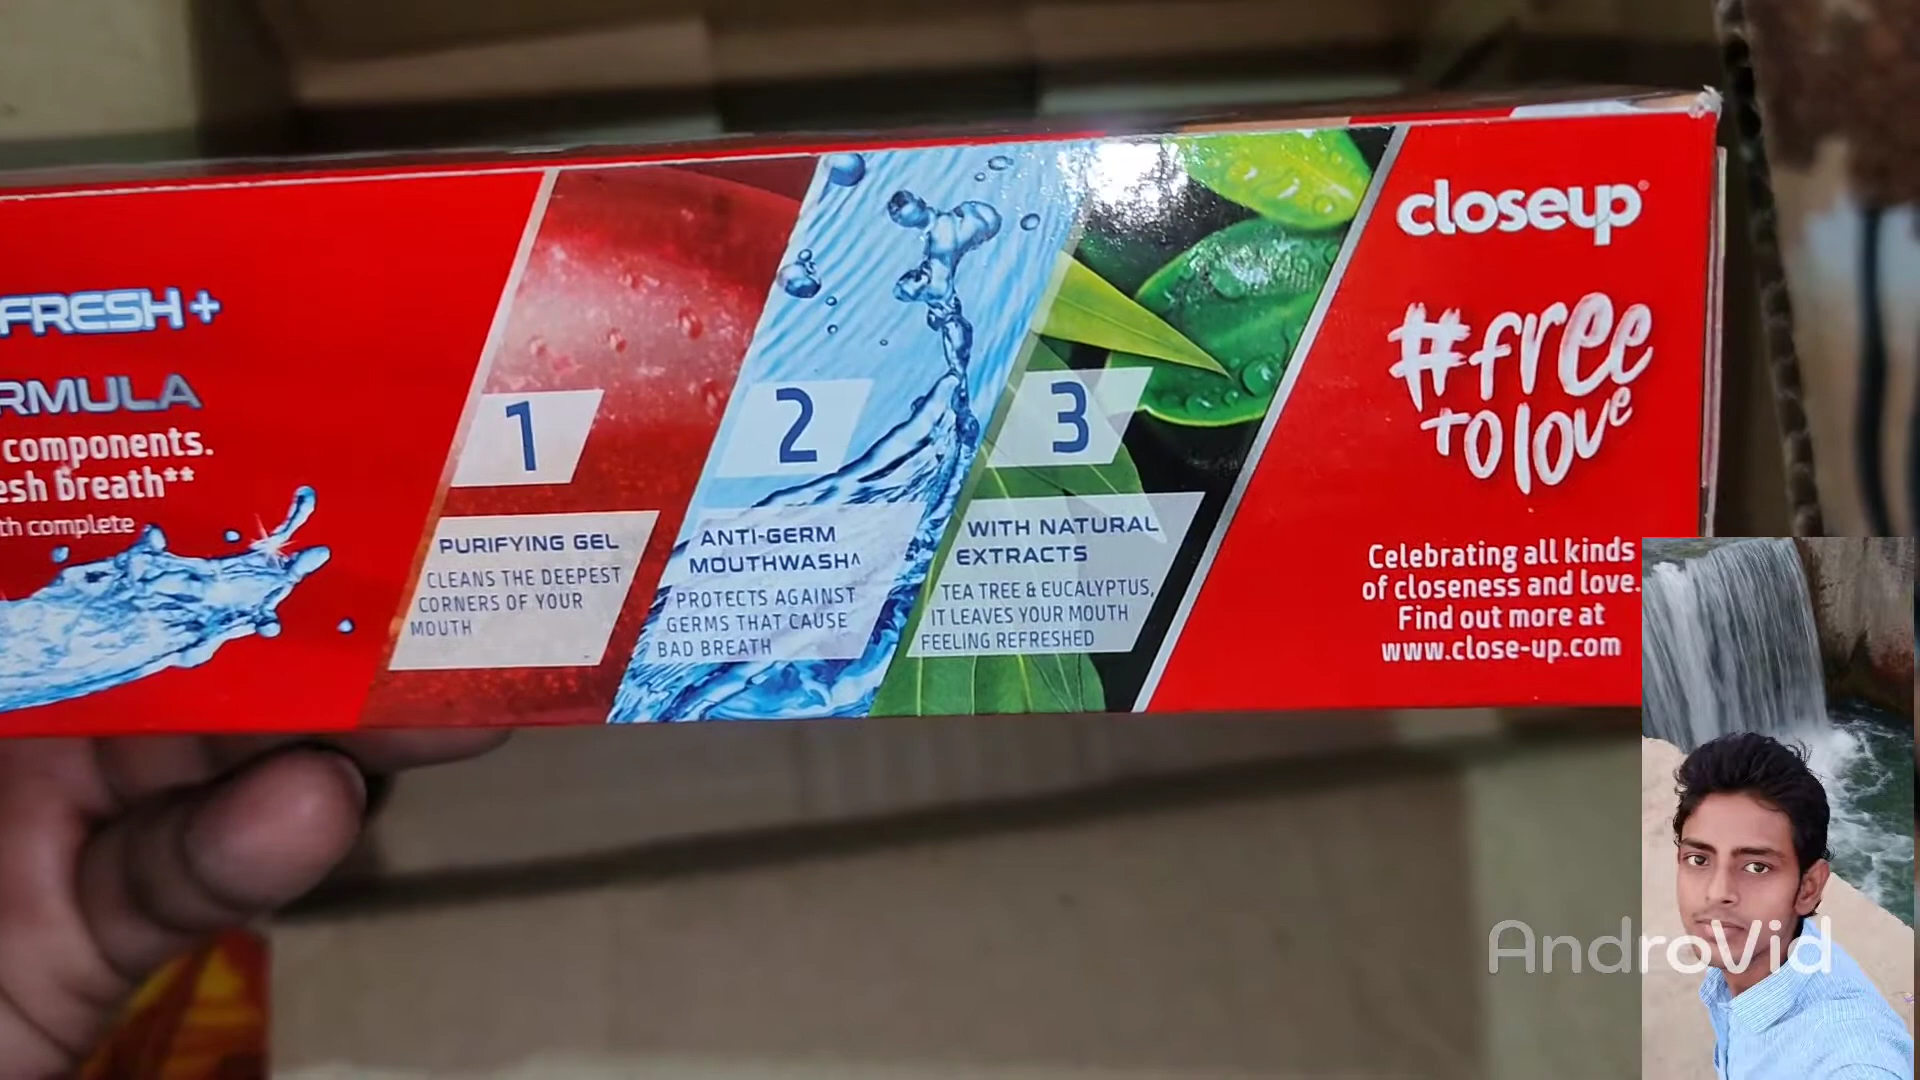 FRESH+
RMULA
components.
esh breath**
th complete
1
PURIFYING GEL
CLEANS THE DEEPEST
CORNERS OF YOUR
MOUTH
2
ANTI-GERM
MOUTHWASH^
PROTECTS AGAINST
GERMS THAT CAUSE
BAD BREATH
3
WITH NATURAL
EXTRACTS
TEA TREE & EUCALYPTUS,
IT LEAVES YOUR MOUTH
FEELING REFRESHED
closeup
#free
to love
Celebrating all kinds
of closeness and love.
Find out more at
www.close-up.com
AndroVid